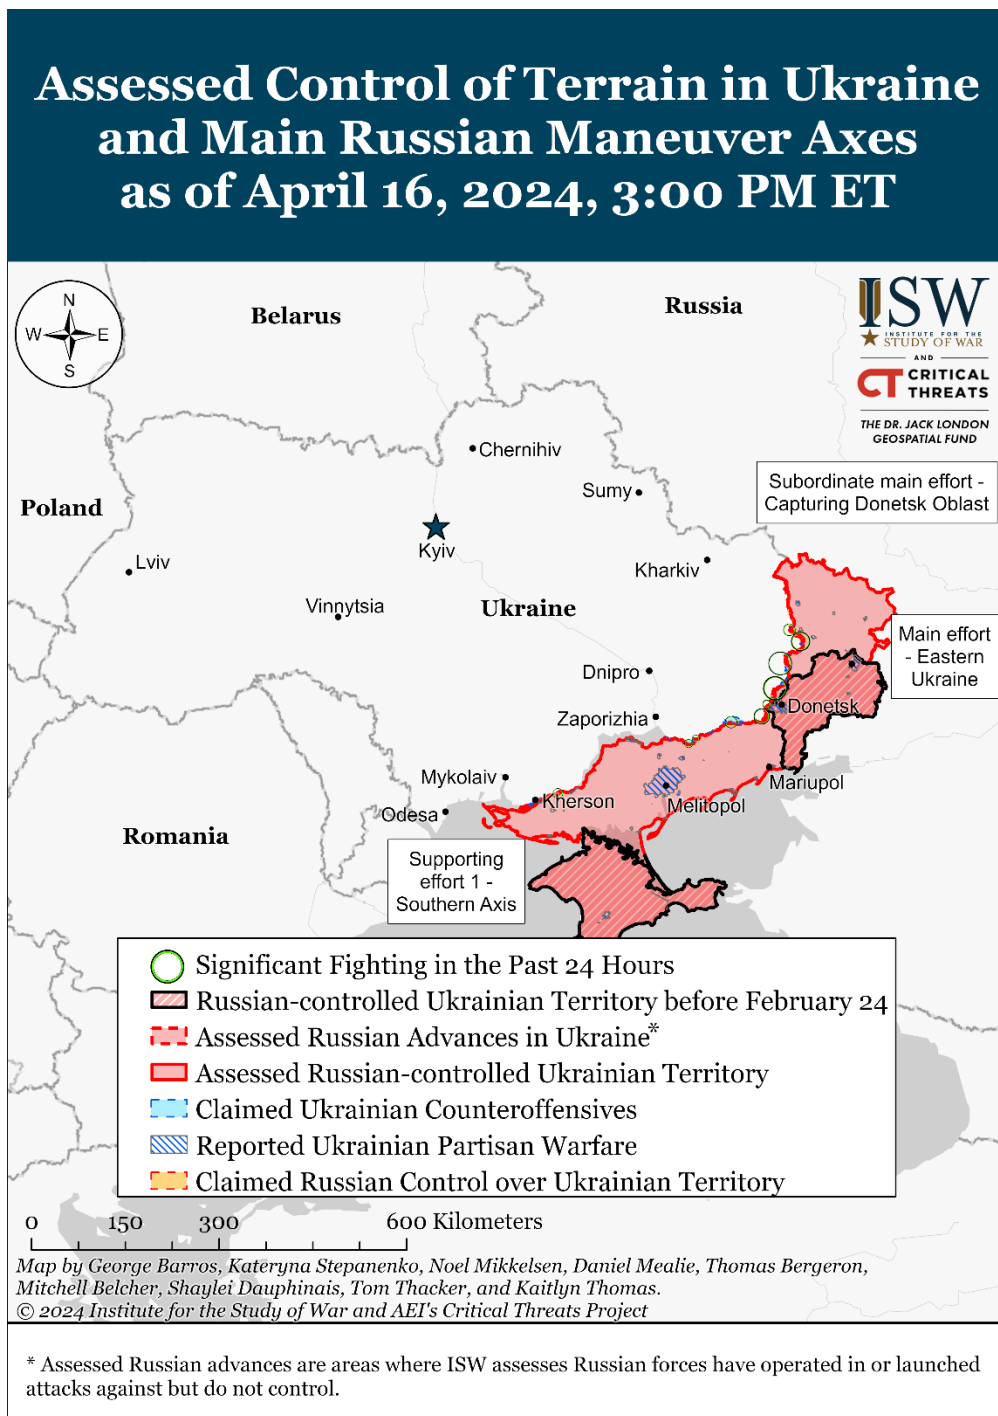 Assessed Control of Terrain in Ukraine
and Main Russian Maneuver Axes
as of April 16, 2024, 3:00 PM ET
N
W
E
S
Belarus
Russia
ISW
INSTITUTE FOR THE
STUDY OF WAR
AND
CT CRITICAL
THREATS
THE DR. JACK LONDON
GEOSPATIAL FUND
Chernihiv
Subordinate main effort -
Capturing Donetsk Oblast
Sumy
Poland
Kyiv
Lviv
Kharkiv
Vinnytsia
Ukraine
Main effort
- Eastern
Ukraine
Dnipro
Donetsk
Zaporizhia
Mykolaiv
Mariupol
Kherson
Melitopol
Odesa
Romania
Supporting
effort 1 -
Southern Axis
Significant Fighting in the Past 24 Hours
Russian-controlled Ukrainian Territory before February 24
Assessed Russian Advances in Ukraine*
Assessed Russian-controlled Ukrainian Territory
Claimed Ukrainian Counteroffensives
Reported Ukrainian Partisan Warfare
Claimed Russian Control over Ukrainian Territory
0 150 300 600 Kilometers
Map by George Barros, Kateryna Stepanenko, Noel Mikkelsen, Daniel Mealie, Thomas Bergeron,
Mitchell Belcher, Shaylei Dauphinais, Tom Thacker, and Kaitlyn Thomas.
© 2024 Institute for the Study of War and AEI's Critical Threats Project
* Assessed Russian advances are areas where ISW assesses Russian forces have operated in or launched
attacks against but do not control.